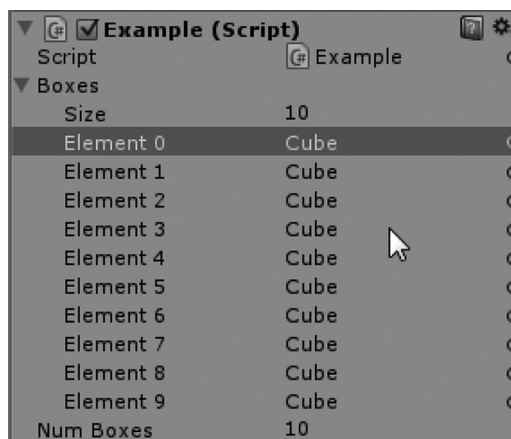 Example (Script)
Script Example
Boxes
Size 10
Element 0 Cube
Element 1 Cube
Element 2 Cube
Element 3 Cube
Element 4 Cube
Element 5 Cube
Element 6 Cube
Element 7 Cube
Element 8 Cube
Element 9 Cube
Num Boxes 10